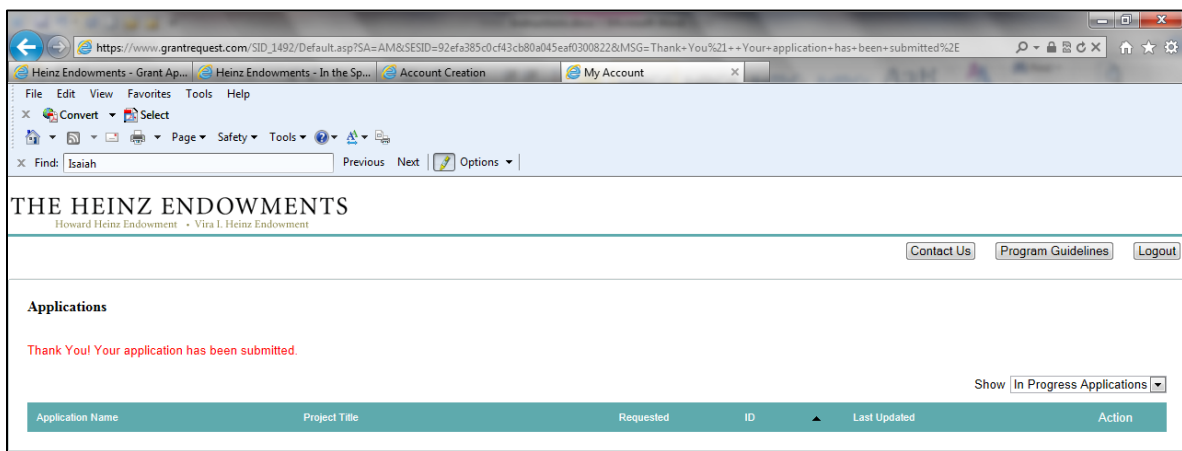 https://www.grantrequest.com/SID_1492/Default.asp?SA=AM&SESID=92efa385c0cf43cb80a045eaf0300822&MSG=Thank+You%21++Your+application+has+been+submitted%2E
Heinz Endowments - Grant Ap... Heinz Endowments - In the Sp... Account Creation My Account
File Edit View Favorites Tools Help
x Convert Select
Page Safety Tools
x Find: Isaiah Previous Next Options
THE HEINZ ENDOWMENTS
Howard Heinz Endowment • Vira I. Heinz Endowment
Contact Us Program Guidelines Logout
Applications
Thank You! Your application has been submitted.
Show In Progress Applications
Application Name Project Title Requested ID Last Updated Action